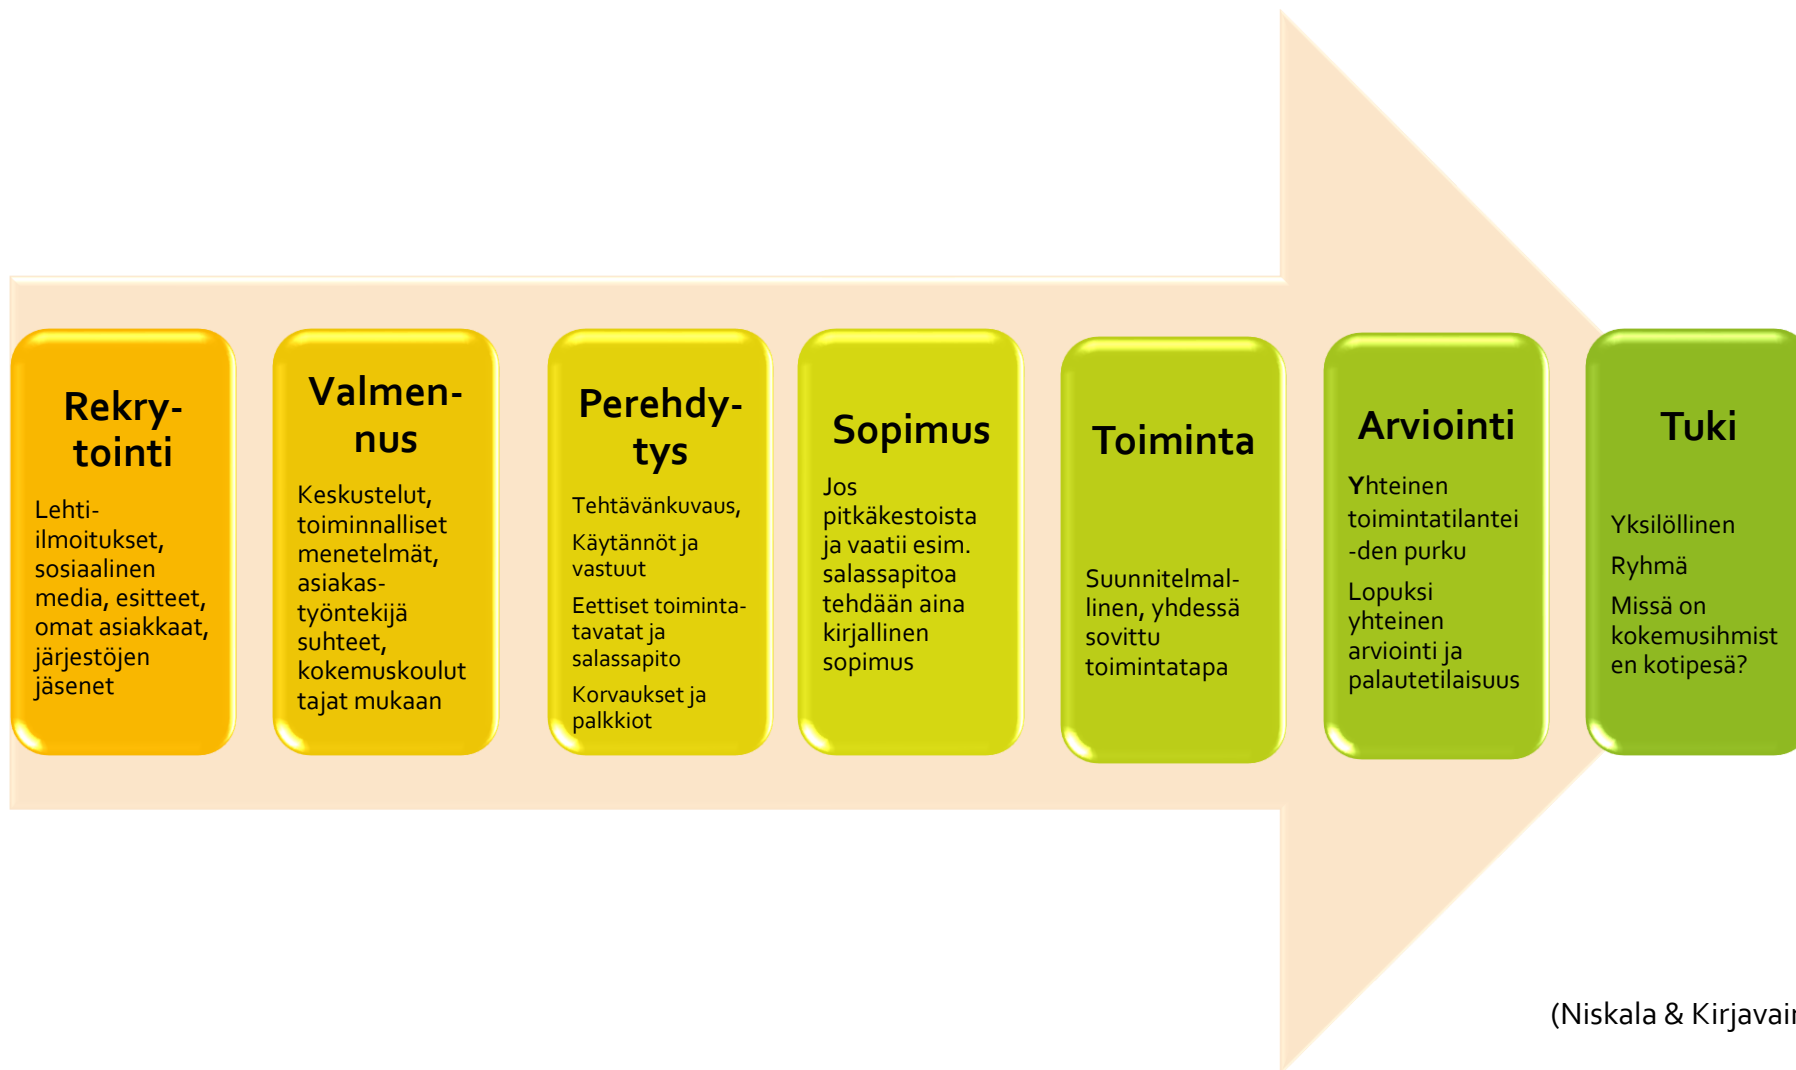 Rekry-
tointi
Lehti-
ilmoitukset,
sosiaalinen
media, esitteet,
omat asiakkaat,
järjestöjen
jäsenet
Valmen-
nus
Keskustelut,
toiminnalliset
menetelmät,
asiakas-
työntekijä
suhteet,
kokemuskoulut
tajat mukaan
Perehdy-
tys
Tehtävänkuvaus,
Käytännöt ja
vastuut
Eettiset toiminta-
tavatat ja
salassapito
Korvaukset ja
palkkiot
Sopimus
Jos
pitkäkestoista
ja vaatii esim.
salassapitoa
tehdään aina
kirjallinen
sopimus
Toiminta
Suunnitelmal-
linen, yhdessä
sovittu
toimintatapa
Arviointi
Yhteinen
toimintatilantei
-den purku
Lopuksi
yhteinen
arviointi ja
palautetilaisuus
Tuki
Yksilöllinen
Ryhmä
Missä on
kokemusihmist
en kotipesä?
(Niskala & Kirjavain